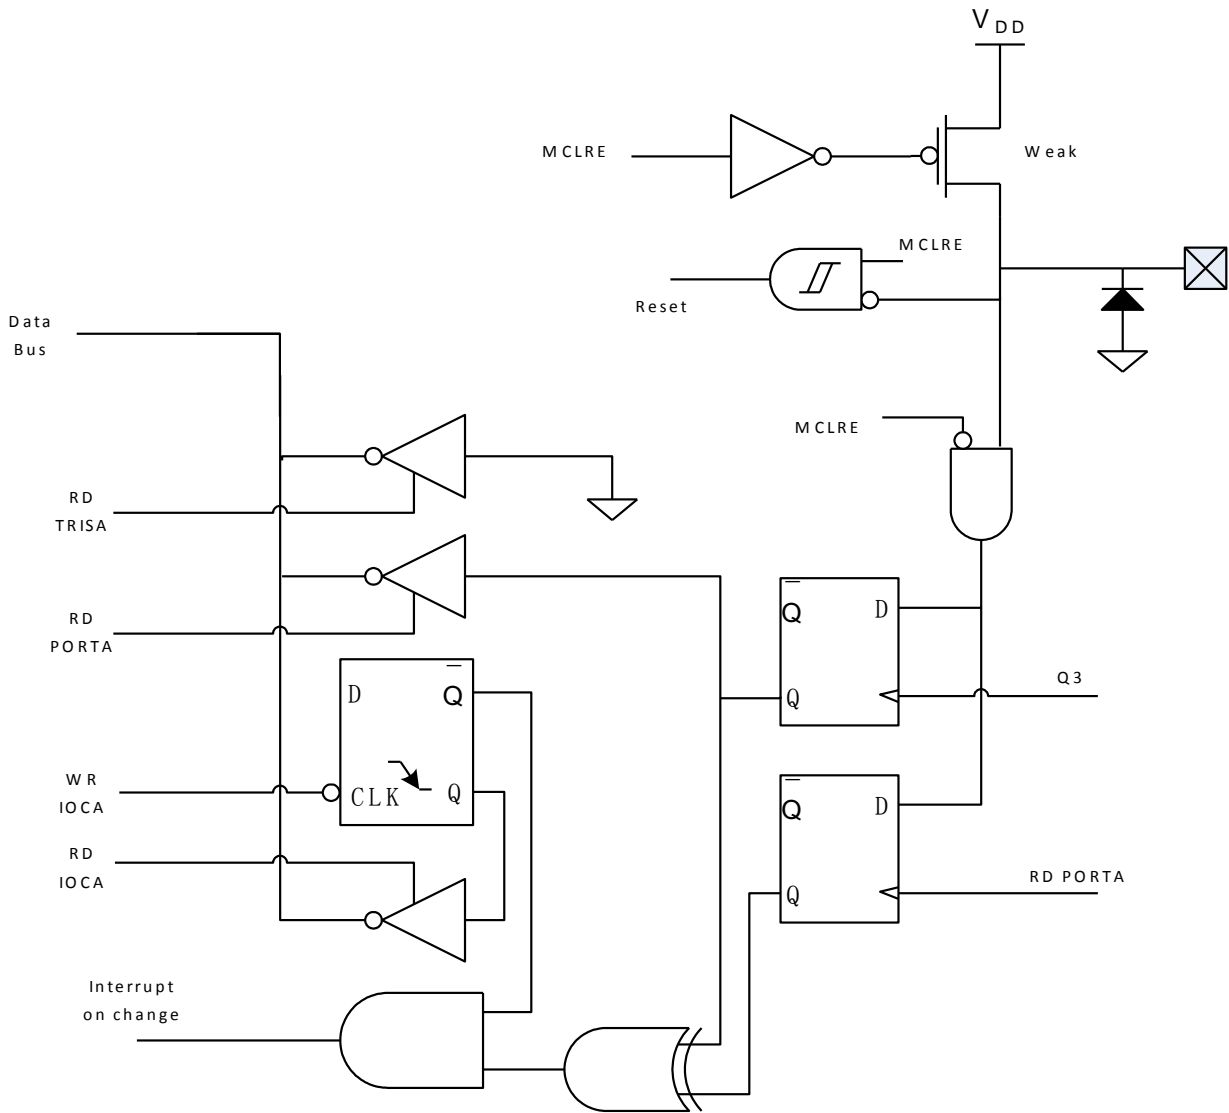 VDD
MCLRE
Weak
MCLRE
Reset
Data
Bus
MCLRE
RD
TRISA
RD
PORTA
Q̅
D
Q
Q3
D
Q̅
CLK
Q
WR
IOCA
RD
IOCA
Q̅
D
Q
RD PORTA
Interrupt
on change